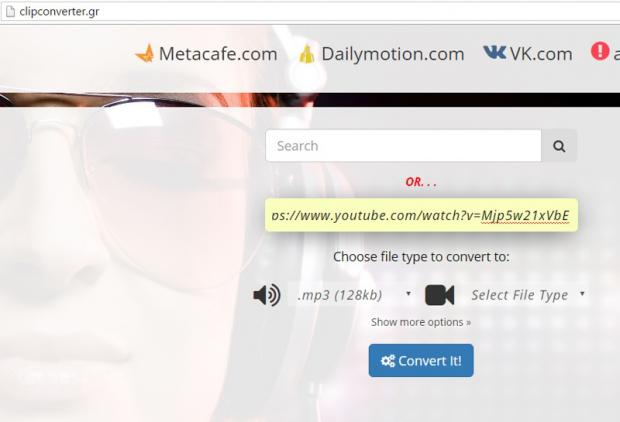 clipconverter.gr
Metacafe.com Dailymotion.com VK.com a
Search
OR. . .
ps://www.youtube.com/watch?v=Mjp5w21xVbE
Choose file type to convert to:
.mp3 (128kb) Select File Type
Show more options »
Convert It!